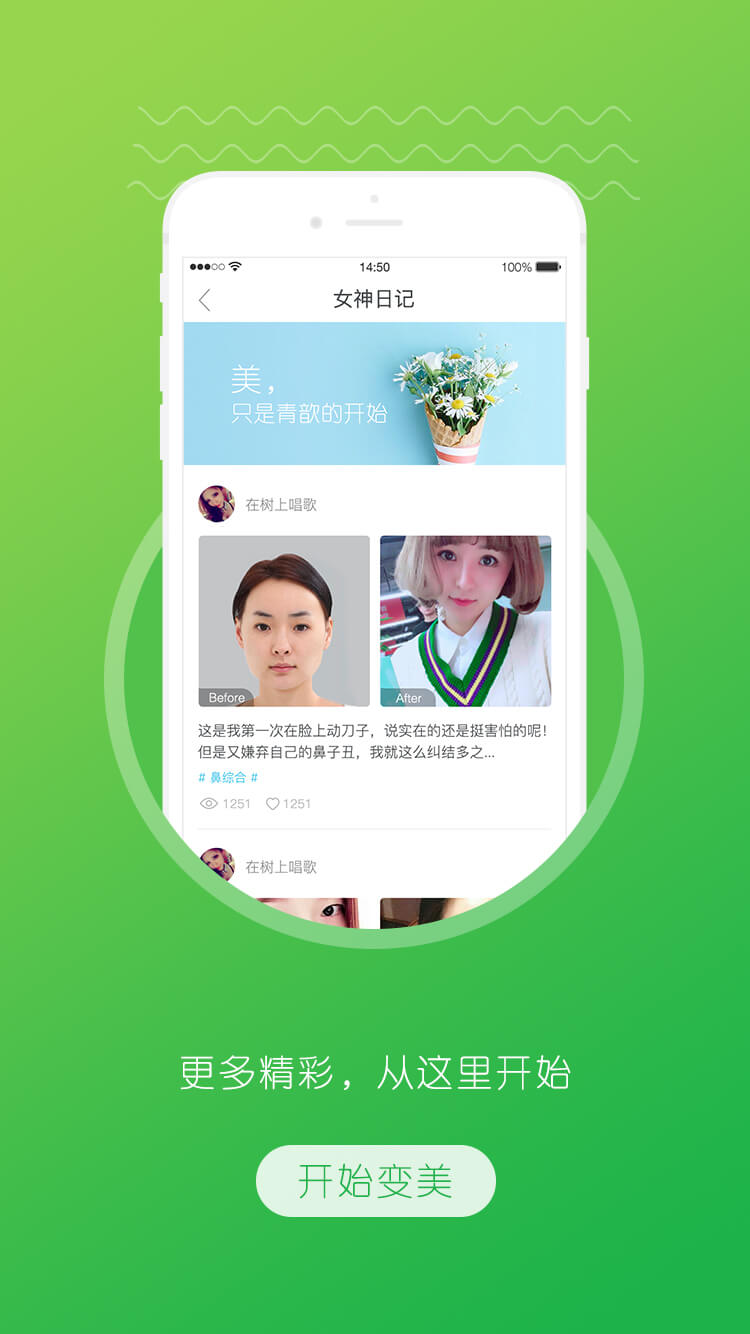 14:50
100%
女神日记
美，
只是青歆的开始
在树上唱歌
Before
After
这是我第一次在脸上动刀子，说实在的还是挺害怕的呢！
但是又嫌弃自己的鼻子丑，我就这么纠结多之...
# 鼻综合 #
1251
1251
在树上唱歌
更多精彩，从这里开始
开始变美